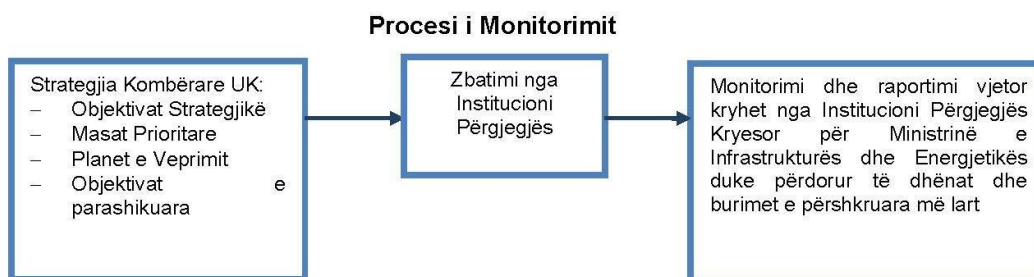 Procesi i Monitorimit
Strategjia Kombërare UK:
– Objektivat Strategjikë
– Masat Prioritare
– Planet e Veprimit
– Objektivat e
parashikuara
Zbatimi nga
Institucioni
Përgjegjës
Monitorimi dhe raportimi vjetor
kryhet nga Institucioni Përgjegjës
Kryesor për Ministrinë e
Infrastrukturës dhe Energjetikës
duke përdorur të dhënat dhe
burimet e përshkruara më lart